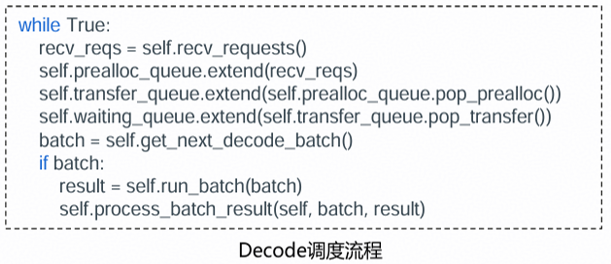 while True:
recv_reqs = self.recv_requests()
self.prealloc_queue.extend(recv_reqs)
self.transfer_queue.extend(self.prealloc_queue.pop_prealloc())
self.waiting_queue.extend(self.transfer_queue.pop_transfer())
batch = self.get_next_decode_batch()
if batch:
result = self.run_batch(batch)
self.process_batch_result(self, batch, result)
Decode调度流程